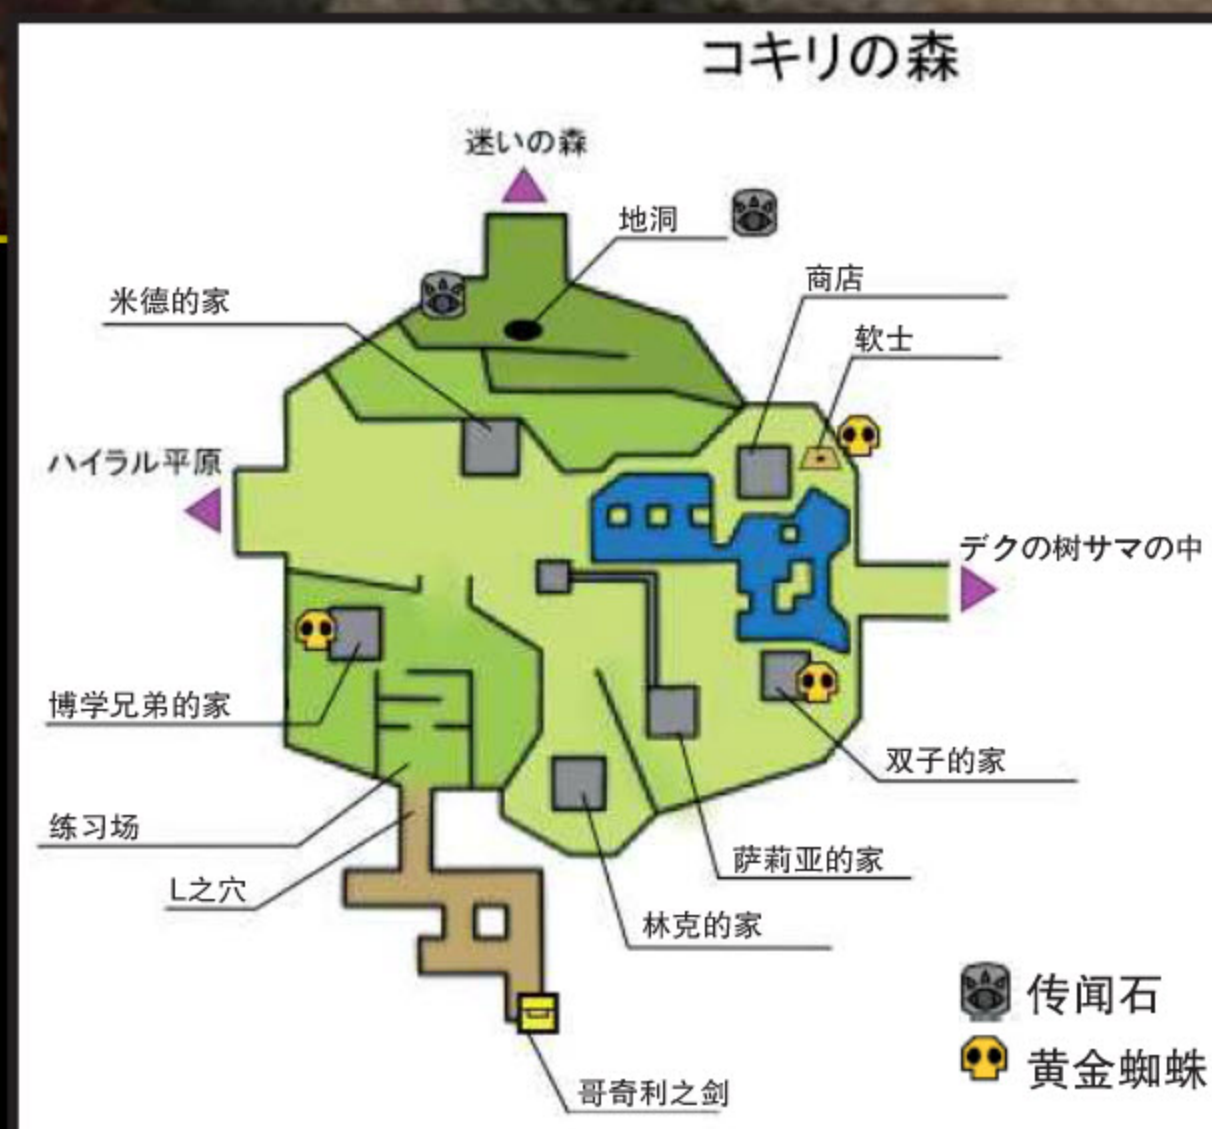 コキリの森
迷いの森
地洞
米德的家
商店
软士
ハイラル平原
デクの樹サマの中
博学兄弟的家
双子的家
练习场
萨莉亚的家
L之穴
林克的家
传闻石
黄金蜘蛛
哥奇利之剑